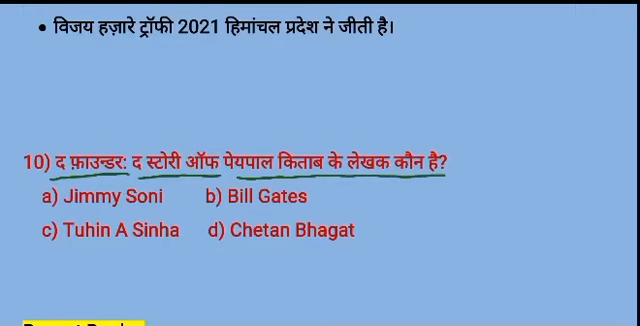 • विजय हज़ारे ट्रॉफी 2021 हिमांचल प्रदेश ने जीती है।
10) द फ़ाउन्डर: द स्टोरी ऑफ पेयपाल किताब के लेखक कौन है?
a) Jimmy Soni b) Bill Gates
c) Tuhin A Sinha d) Chetan Bhagat